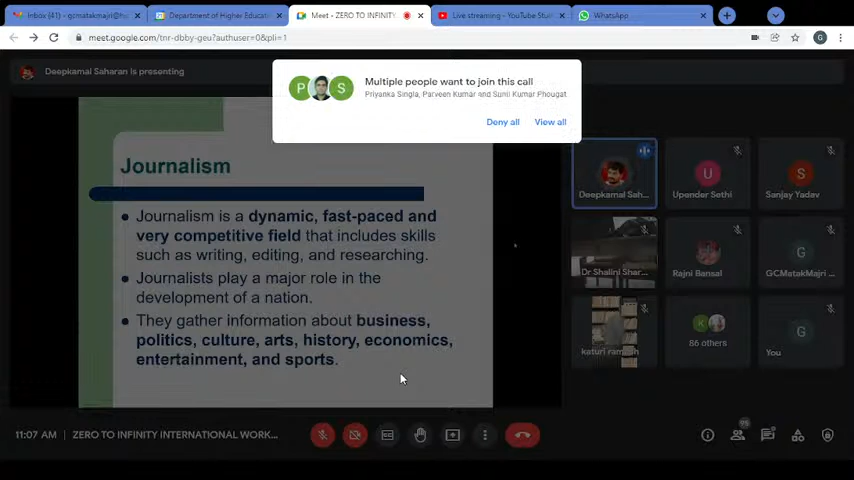 Inbox (41) - gcmatakmajri@h
Department of Higher Educat
Meet - ZERO TO INFINITY
Live streaming - YouTube Stu
WhatsApp
meet.google.com/tnr-dbby-geu?authuser=0&pli=1
G
Deepkamal Saharan is presenting
P
S
Multiple people want to join this call
Priyanka Singla, Parveen Kumar and Sunil Kumar Phougat
Deny all
View all
Journalism
Journalism is a dynamic, fast-paced and
very competitive field that includes skills
such as writing, editing, and researching.
Journalists play a major role in the
development of a nation.
They gather information about business,
politics, culture, arts, history, economics,
entertainment, and sports.
Deepkamal Sah...
U
Upender Sethi
S
Sanjay Yadav
Dr Shalini Shar...
Rajni Bansal
G
GCMatakMajri ...
K
86 others
G
You
11:07 AM | ZERO TO INFINITY INTERNATIONAL WORK...